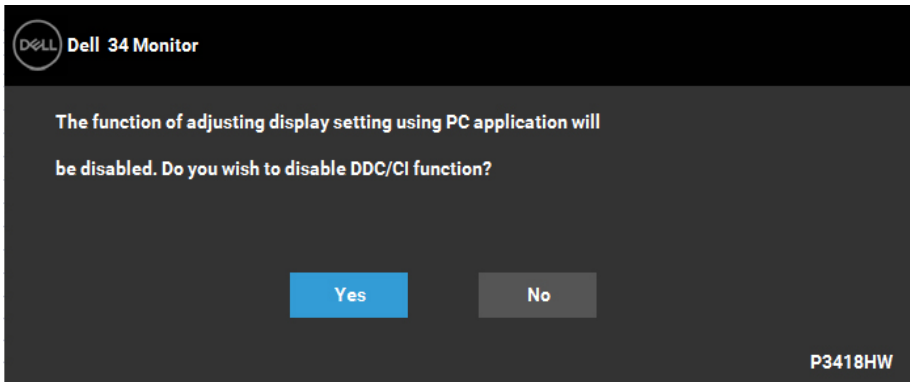 DELL Dell 34 Monitor
The function of adjusting display setting using PC application will
be disabled. Do you wish to disable DDC/CI function?
Yes No
P3418HW